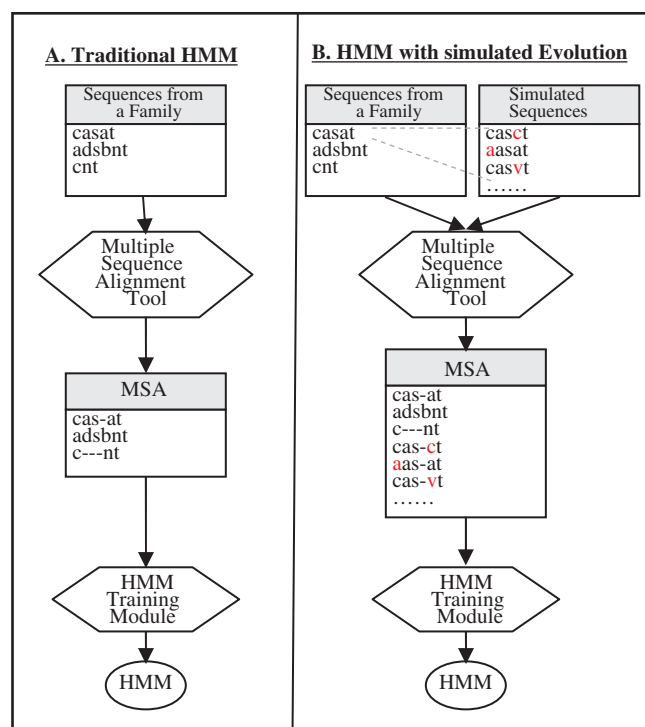 A. Traditional HMM
Sequences from
a Family
casat
adsbnt
cnt
Multiple
Sequence
Alignment
Tool
MSA
cas-at
adsbnt
c---nt
HMM
Training
Module
HMM
B. HMM with simulated Evolution
Sequences from
a Family
casat
adsbnt
cnt
Simulated
Sequences
casct
aasat
casvt
......
Multiple
Sequence
Alignment
Tool
MSA
cas-at
adsbnt
c---nt
cas-ct
aas-at
cas-vt
......
HMM
Training
Module
HMM